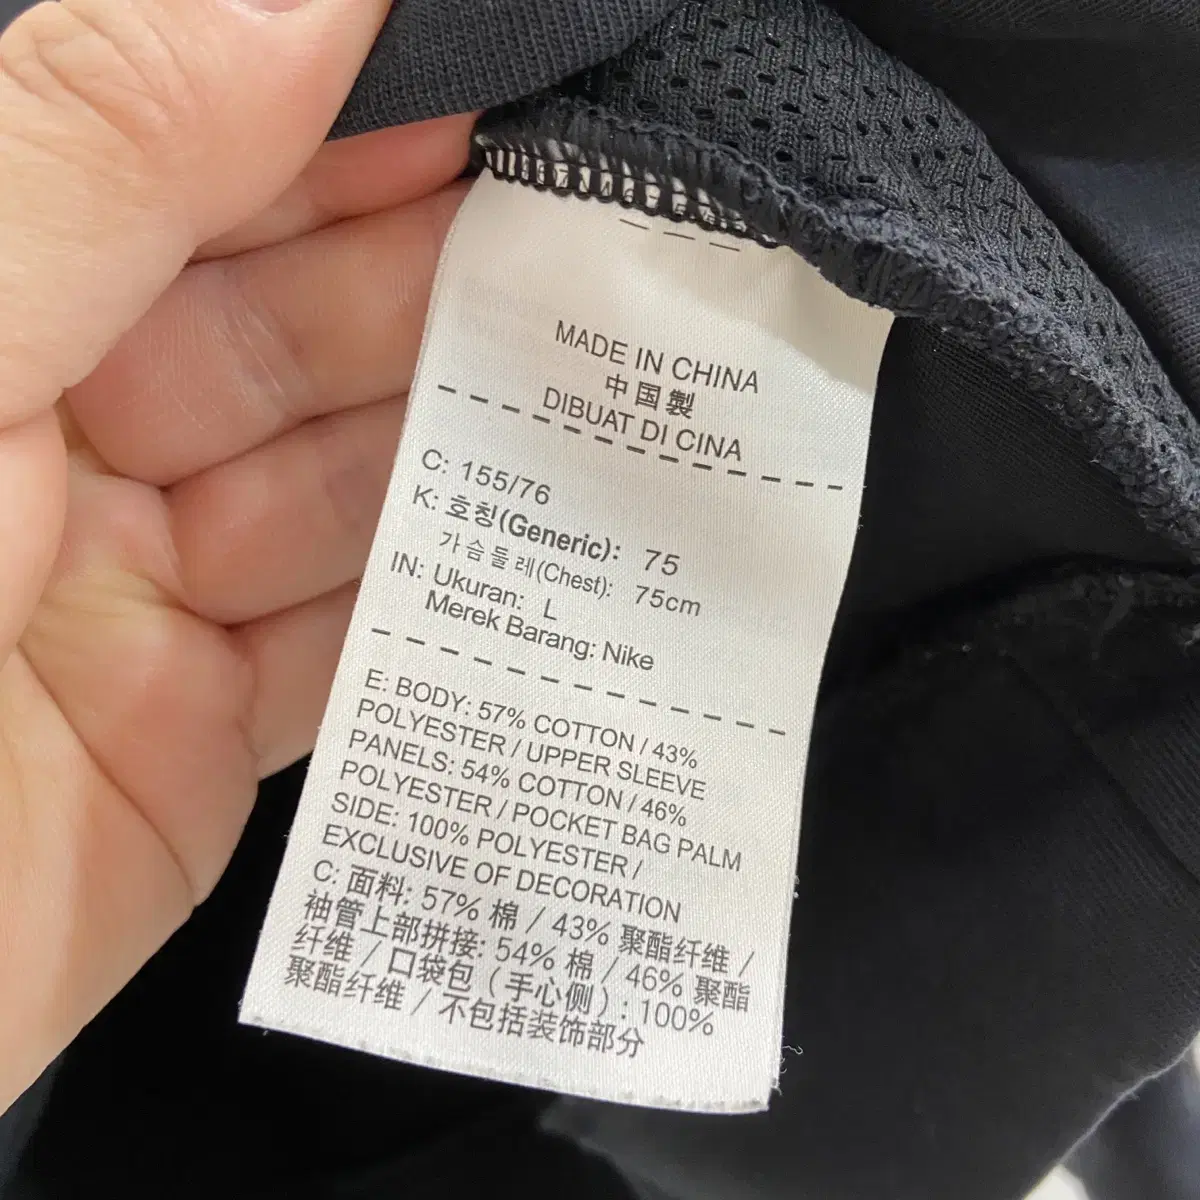 MADE IN CHINA
中国製
DIBUAT DI CINA
C: 155/76
K: 호칭(Generic): 75
가슴둘레(Chest): 75cm
IN: Ukuran: L
Merek Barang: Nike
E: BODY: 57% COTTON / 43%
POLYESTER / UPPER SLEEVE
PANELS: 54% COTTON / 46%
POLYESTER / POCKET BAG PALM
SIDE: 100% POLYESTER /
EXCLUSIVE OF DECORATION
C: 面料: 57% 棉 / 43% 聚酯纤维 /
袖管上部拼接: 54% 棉 / 46% 聚酯
纤维 / 口袋包 (手心侧): 100%
聚酯纤维 / 不包括装饰部分